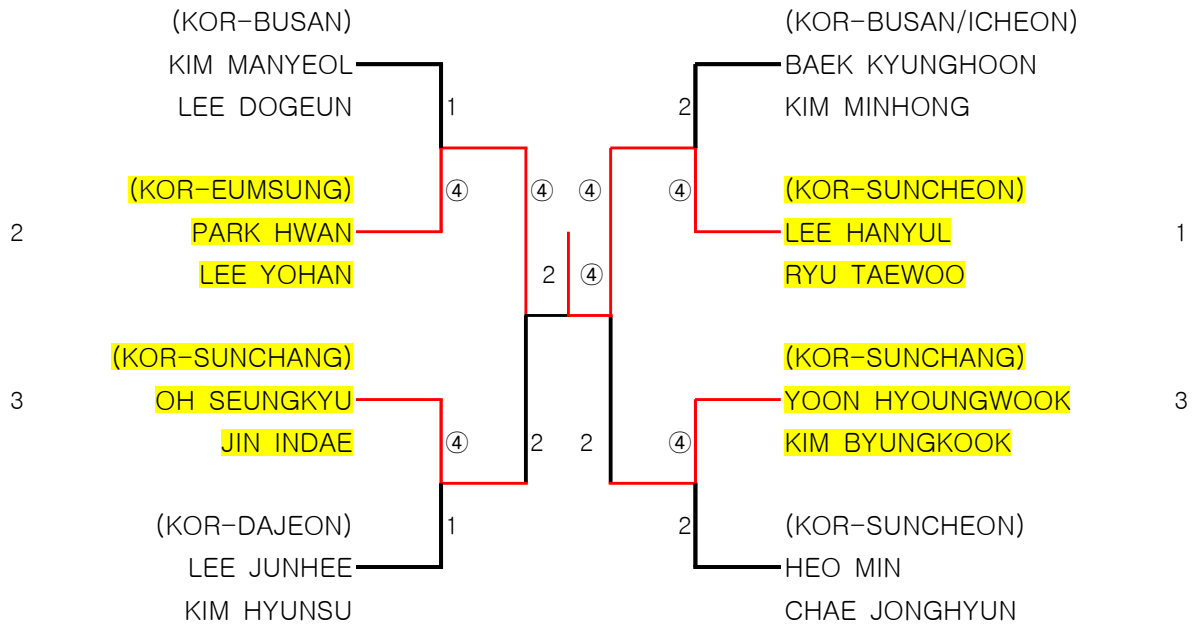 (KOR-BUSAN)
KIM MANYEOL
LEE DOGEUN
1
(KOR-EUMSUNG)
④
2
PARK HWAN
LEE YOHAN
(KOR-SUNCHANG)
3
OH SEUNGKYU
JIN INDAE
④
(KOR-DAJEON)
1
LEE JUNHEE
KIM HYUNSU
④
④
2
④
2
2
(KOR-BUSAN/ICHEON)
BAEK KYUNGHOON
2
KIM MINHONG
④
(KOR-SUNCHEON)
LEE HANYUL
1
RYU TAEWOO
(KOR-SUNCHANG)
YOON HYOUNGWOOK
3
④
KIM BYUNGKOOK
2
(KOR-SUNCHEON)
HEO MIN
CHAE JONGHYUN